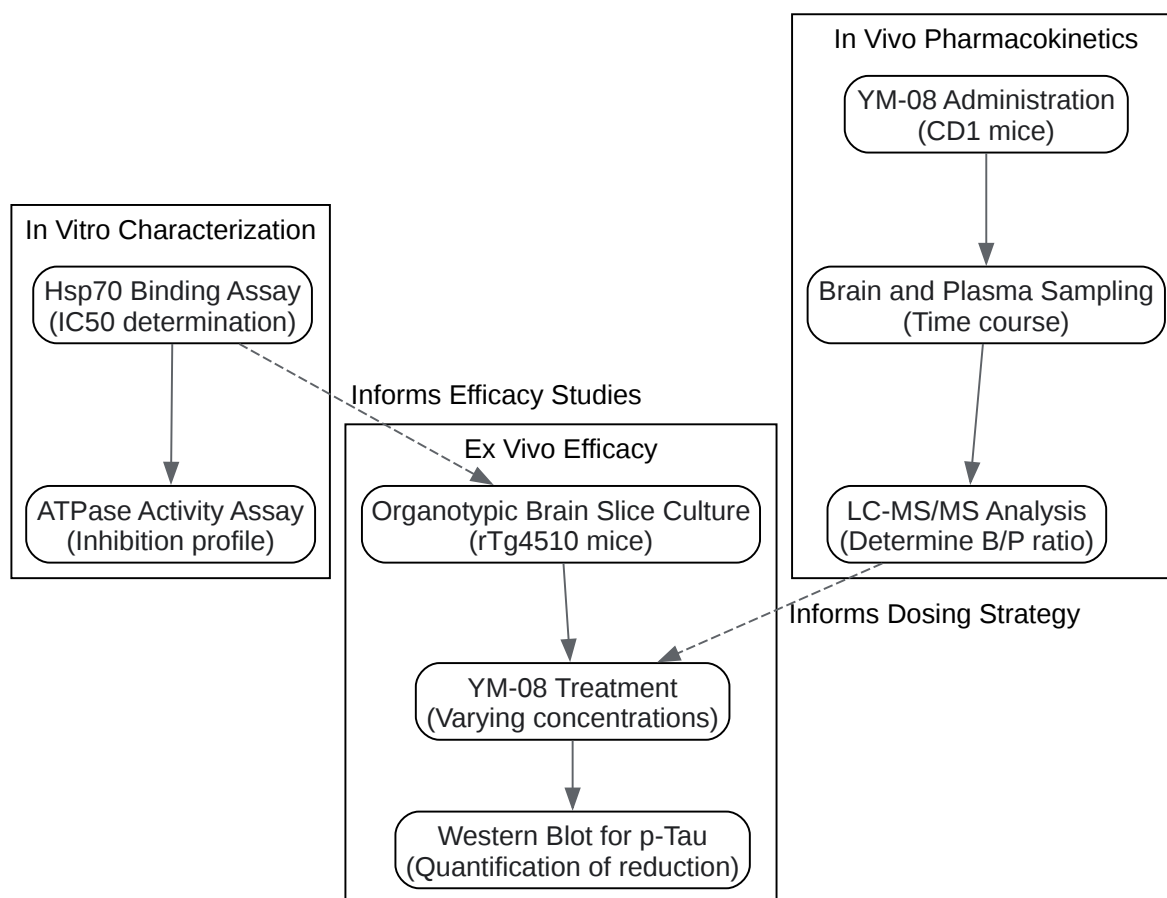 In Vitro Characterization
Hsp70 Binding Assay
(IC50 determination)
ATPase Activity Assay
(Inhibition profile)
Informs Efficacy Studies
Ex Vivo Efficacy
Organotypic Brain Slice Culture
(rTg4510 mice)
YM-08 Treatment
(Varying concentrations)
Western Blot for p-Tau
(Quantification of reduction)
In Vivo Pharmacokinetics
YM-08 Administration
(CD1 mice)
Brain and Plasma Sampling
(Time course)
LC-MS/MS Analysis
(Determine B/P ratio)
Informs Dosing Strategy